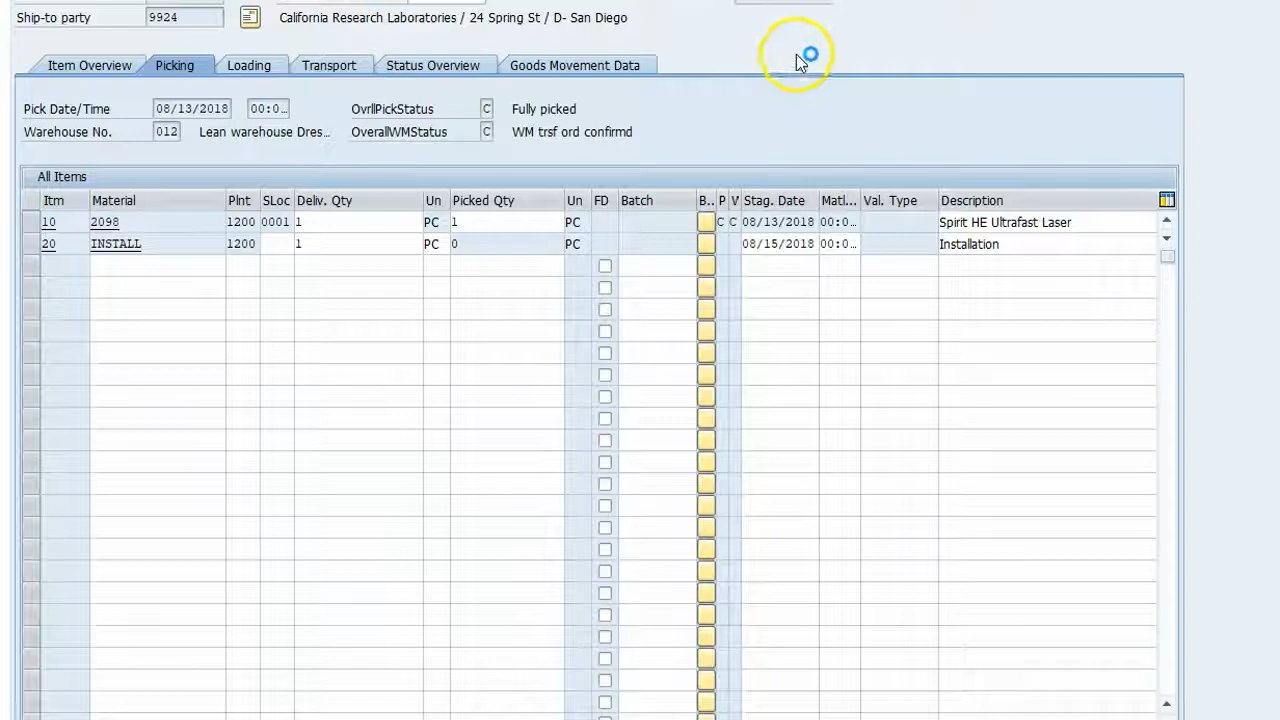 Ship-to party 9924 California Research Laboratories / 24 Spring St / D- San Diego
Item Overview Picking Loading Transport Status Overview Goods Movement Data
Pick Date/Time 08/13/2018 00:0... OvrllPickStatus C Fully picked
Warehouse No. 012 Lean warehouse Dres... OverallWMStatus C WM trsf ord confirmd
All Items
Itm Material Plnt SLoc Deliv. Qty Un Picked Qty Un FD Batch B.. P V Stag. Date Matl... Val. Type Description
10 2098 1200 0001 1 PC 1 PC C C 08/13/2018 00:0... Spirit HE Ultrafast Laser
20 INSTALL 1200 1 PC 0 PC 08/15/2018 00:0... Installation